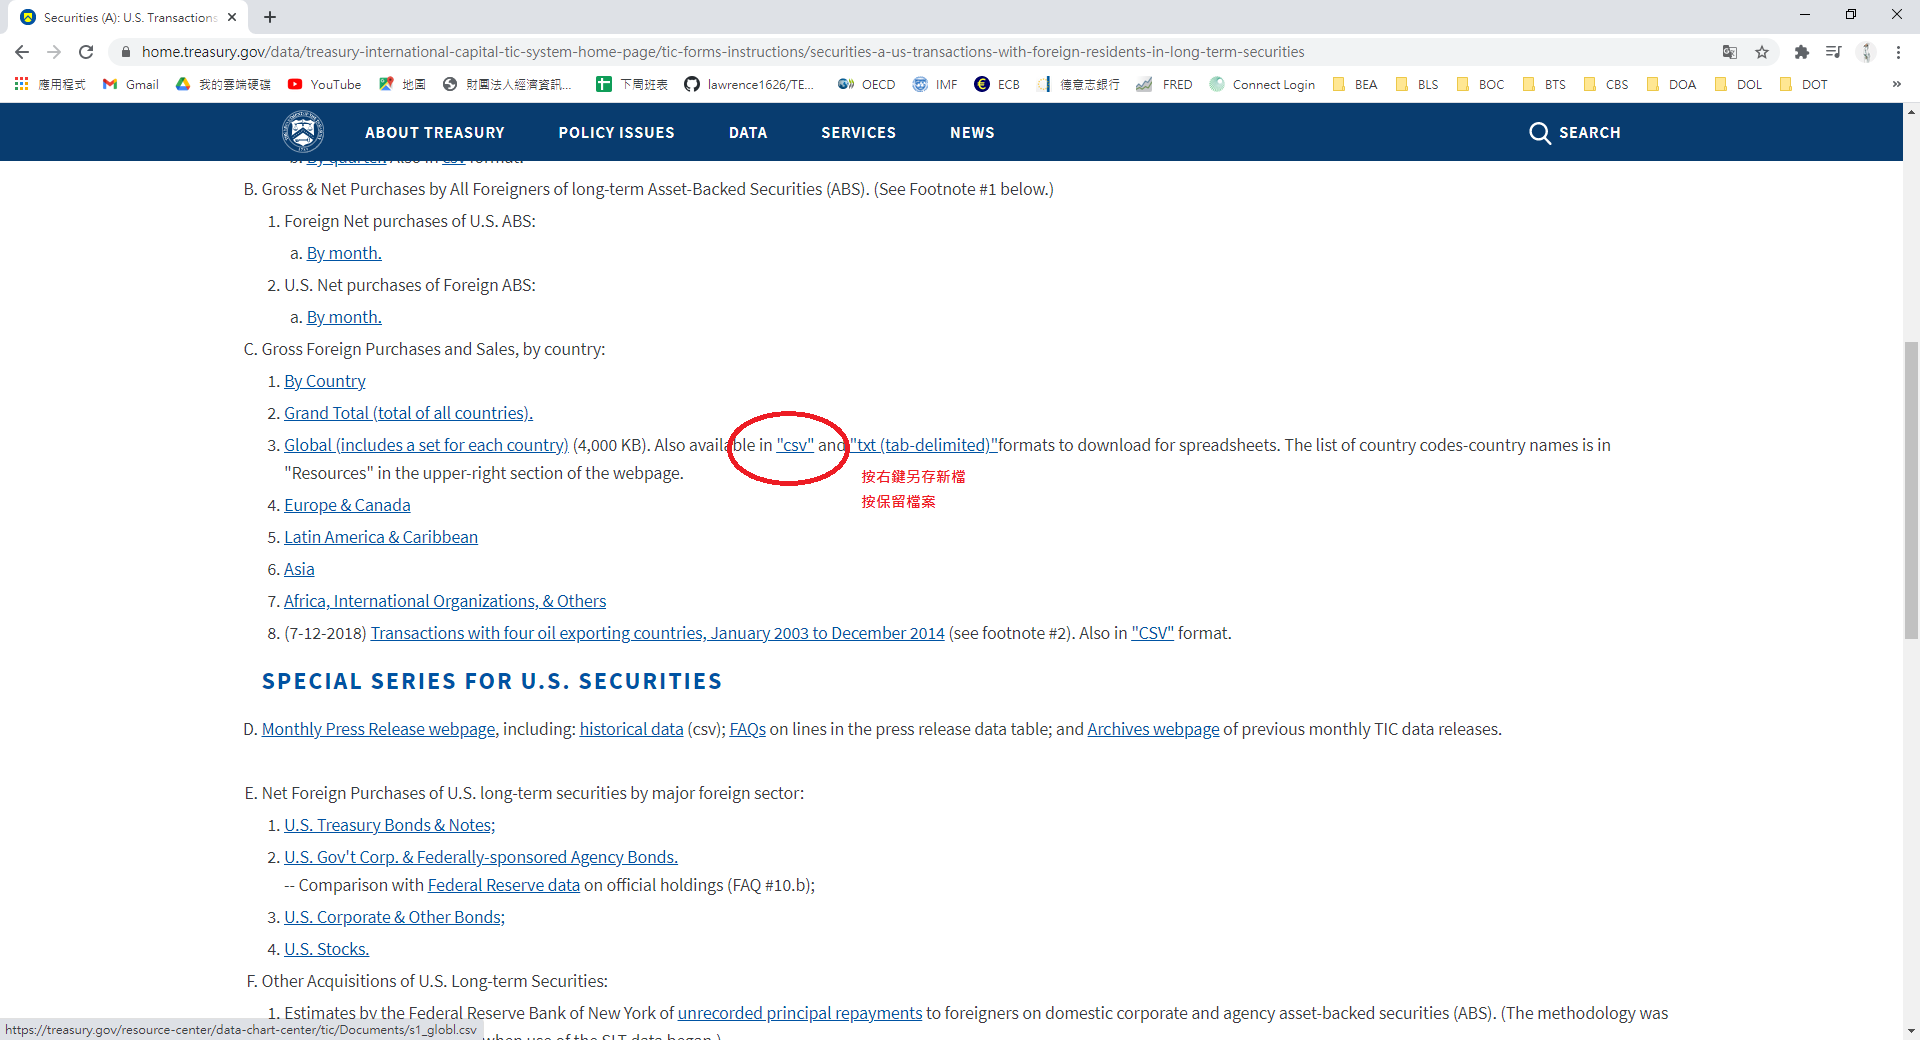 Securities (A): U.S. Transactions
home.treasury.gov/data/treasury-international-capital-tic-system-home-page/tic-forms-instructions/securities-a-us-transactions-with-foreign-residents-in-long-term-securities
應用程式 Gmail 我的雲端硬碟 YouTube 地圖 財團法人經濟資訊... 下周班表 lawrence1626/TE... OECD IMF ECB 德意志銀行 FRED Connect Login BEA BLS BOC BTS CBS DOA DOL DOT »
ABOUT TREASURY POLICY ISSUES DATA SERVICES NEWS SEARCH
b. By quarter. Also in csv format.
B. Gross & Net Purchases by All Foreigners of long-term Asset-Backed Securities (ABS). (See Footnote #1 below.)
1. Foreign Net purchases of U.S. ABS:
a. By month.
2. U.S. Net purchases of Foreign ABS:
a. By month.
C. Gross Foreign Purchases and Sales, by country:
1. By Country
2. Grand Total (total of all countries).
3. Global (includes a set for each country) (4,000 KB). Also available in "csv" and "txt (tab-delimited)"formats to download for spreadsheets. The list of country codes-country names is in
"Resources" in the upper-right section of the webpage.
按右鍵另存新檔
按保留檔案
4. Europe & Canada
5. Latin America & Caribbean
6. Asia
7. Africa, International Organizations, & Others
8. (7-12-2018) Transactions with four oil exporting countries, January 2003 to December 2014 (see footnote #2). Also in "CSV" format.
SPECIAL SERIES FOR U.S. SECURITIES
D. Monthly Press Release webpage, including: historical data (csv); FAQs on lines in the press release data table; and Archives webpage of previous monthly TIC data releases.
E. Net Foreign Purchases of U.S. long-term securities by major foreign sector:
1. U.S. Treasury Bonds & Notes;
2. U.S. Gov't Corp. & Federally-sponsored Agency Bonds.
-- Comparison with Federal Reserve data on official holdings (FAQ #10.b);
3. U.S. Corporate & Other Bonds;
4. U.S. Stocks.
F. Other Acquisitions of U.S. Long-term Securities:
1. Estimates by the Federal Reserve Bank of New York of unrecorded principal repayments to foreigners on domestic corporate and agency asset-backed securities (ABS). (The methodology was
https://treasury.gov/resource-center/data-chart-center/tic/Documents/s1_globl.csv
when use of the SLT data began.)